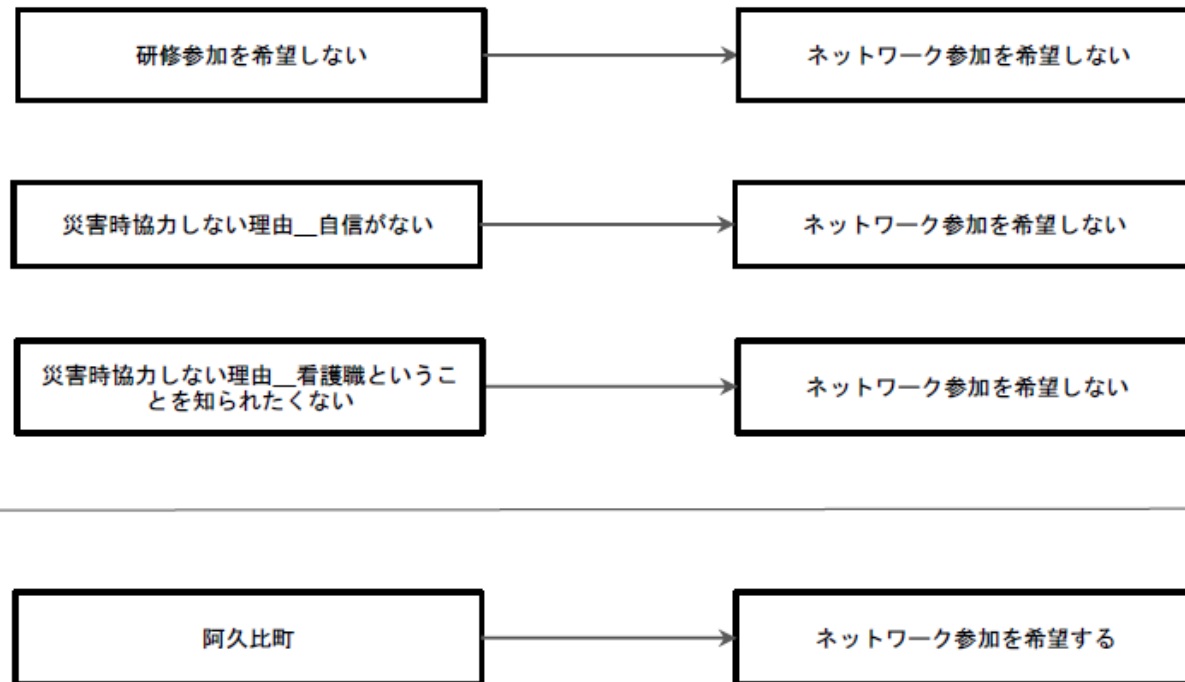 研修参加を希望しない
ネットワーク参加を希望しない
災害時協力しない理由__自信がない
ネットワーク参加を希望しない
災害時協力しない理由__看護職というこ
とを知られたくない
ネットワーク参加を希望しない
阿久比町
ネットワーク参加を希望する